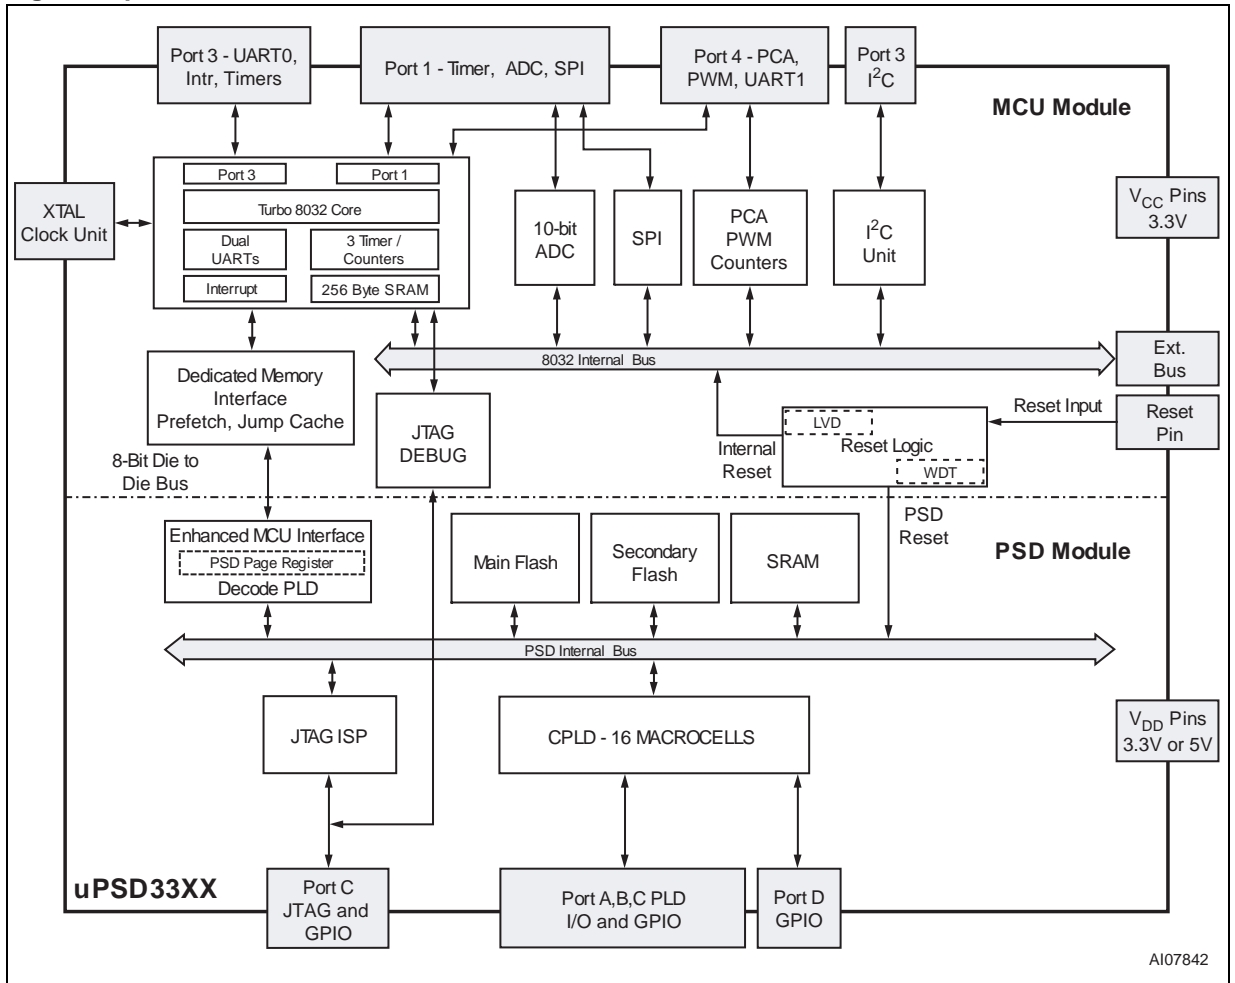 Port 3 - UART0,
Intr, Timers
Port 1 - Timer, ADC, SPI
Port 4 - PCA,
PWM, UART1
Port 3
I2C
MCU Module
XTAL
Clock Unit
Port 3
Port 1
Turbo 8032 Core
Dual
UARTs
3 Timer /
Counters
Interrupt
256 Byte SRAM
10-bit
ADC
SPI
PCA
PWM
Counters
I2C
Unit
VCC Pins
3.3V
8032 Internal Bus
Ext.
Bus
Dedicated Memory
Interface
Prefetch, Jump Cache
JTAG
DEBUG
LVD
Reset Logic
WDT
Internal
Reset
Reset Input
Reset
Pin
8-Bit Die to
Die Bus
PSD
Reset
PSD Module
Enhanced MCU Interface
PSD Page Register
Decode PLD
Main Flash
Secondary
Flash
SRAM
PSD Internal Bus
JTAG ISP
CPLD - 16 MACROCELLS
VDD Pins
3.3V or 5V
uPSD33XX
Port C
JTAG and
GPIO
Port A,B,C PLD
I/O and GPIO
Port D
GPIO
AI07842